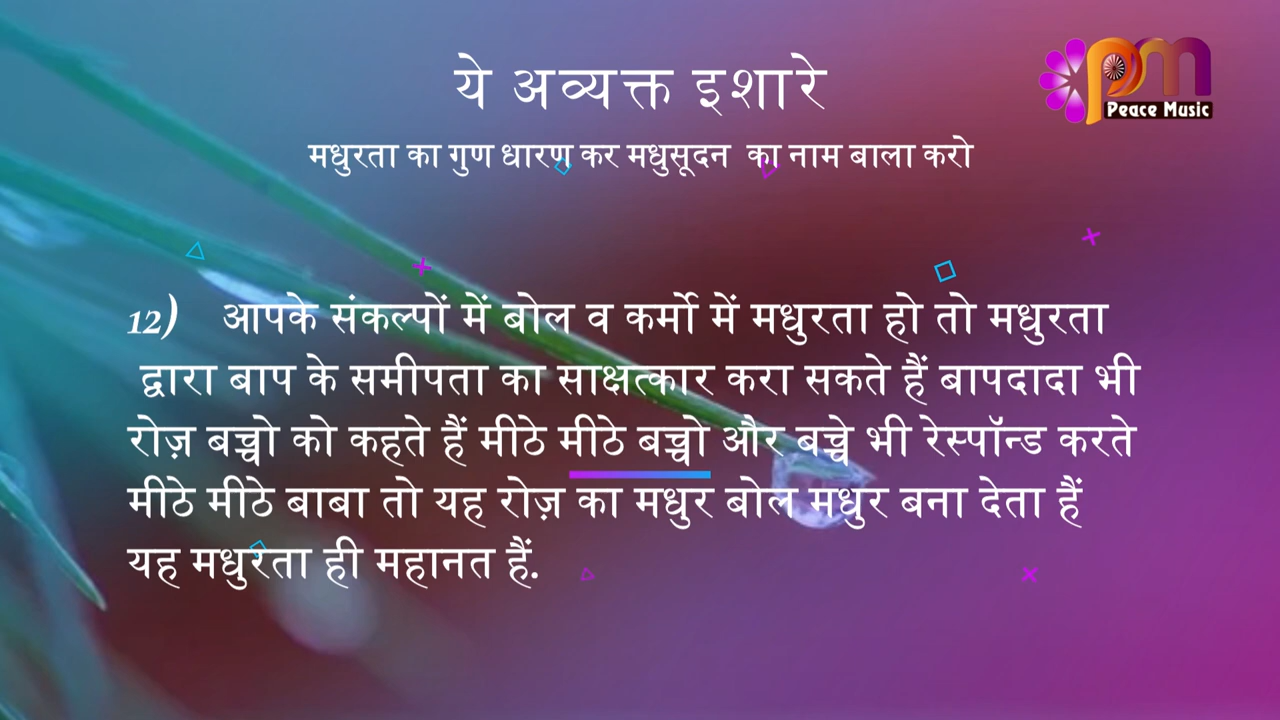 ये अव्यक्त इशारे
Peace Music
मधुरता का गुण धारण कर मधुसूदन का नाम बाला करो
12) आपके संकल्पों में बोल व कर्मो में मधुरता हो तो मधुरता
द्वारा बाप के समीपता का साक्षत्कार करा सकते हैं बापदादा भी
रोज़ बच्चो को कहते हैं मीठे मीठे बच्चो और बच्चे भी रेस्पॉन्ड करते
मीठे मीठे बाबा तो यह रोज़ का मधुर बोल मधुर बना देता हैं
यह मधुरता ही महानत हैं.